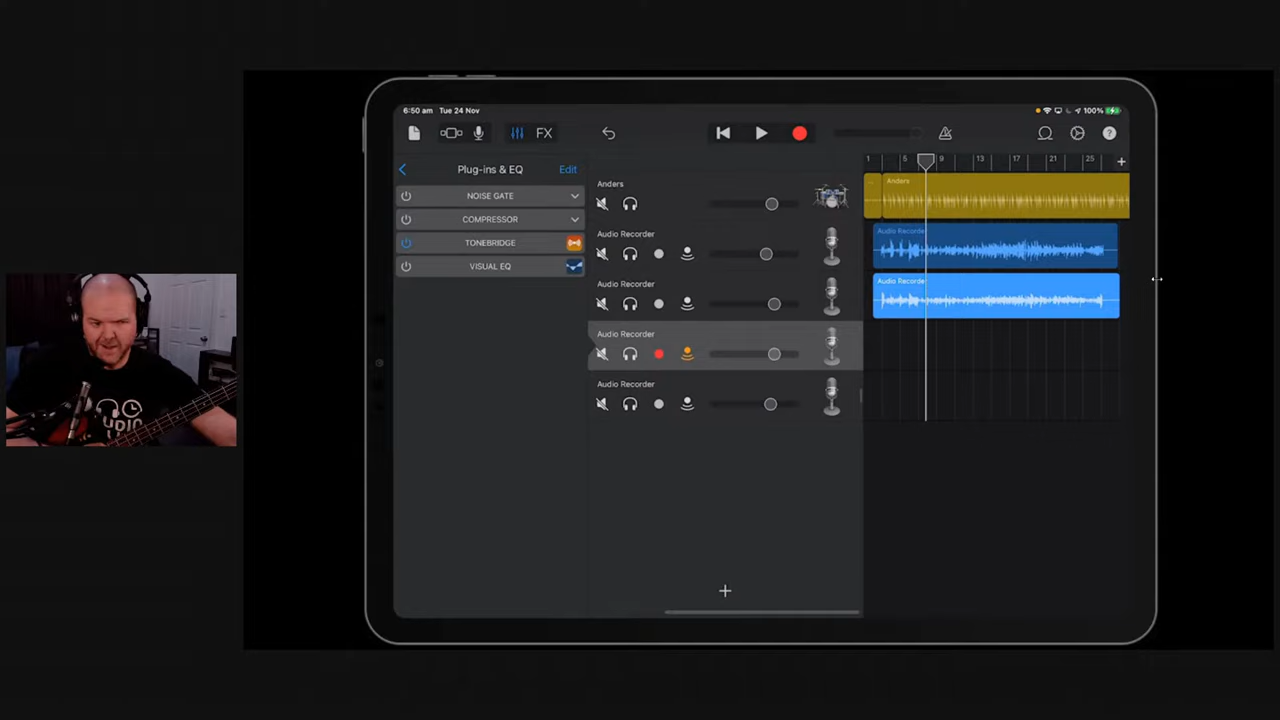 6:50 am Tue 24 Nov
100%
FX
Plug-ins & EQ
Edit
NOISE GATE
COMPRESSOR
TONEBRIDGE
VISUAL EQ
Anders
Audio Recorder
Audio Recorder
Audio Recorder
Audio Recorder
1 5 9 13 17 21 25
Anders
Audio Recorder
Audio Recorder